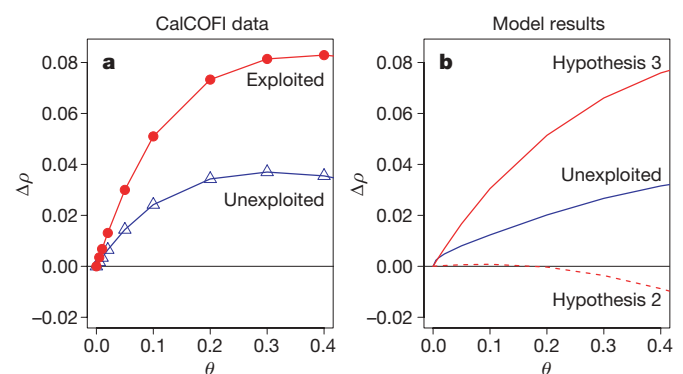 CalCOFI data
Model results
a
b
Exploited
Unexploited
Hypothesis 3
Unexploited
Hypothesis 2
Δρ
0.08
0.06
0.04
0.02
0.00
−0.02
0.0 0.1 0.2 0.3 0.4
θ
Δρ
0.08
0.06
0.04
0.02
0.00
−0.02
0.0 0.1 0.2 0.3 0.4
θ